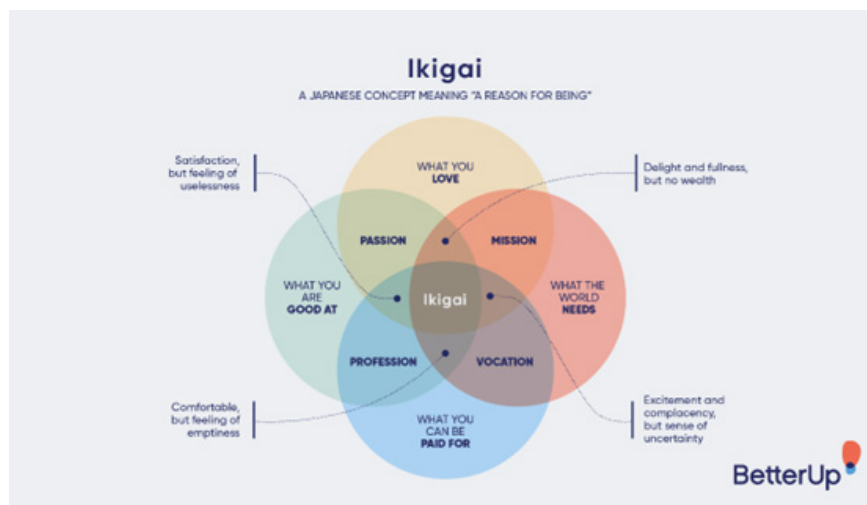 Ikigai
A JAPANESE CONCEPT MEANING "A REASON FOR BEING"
Satisfaction,
but feeling of
uselessness
WHAT YOU
LOVE
Delight and fullness,
but no wealth
PASSION
MISSION
WHAT YOU
ARE
GOOD AT
Ikigai
WHAT THE
WORLD
NEEDS
PROFESSION
VOCATION
Comfortable,
but feeling of
emptiness
WHAT YOU
CAN BE
PAID FOR
Excitement and
complacency,
but sense of
uncertainty
BetterUp